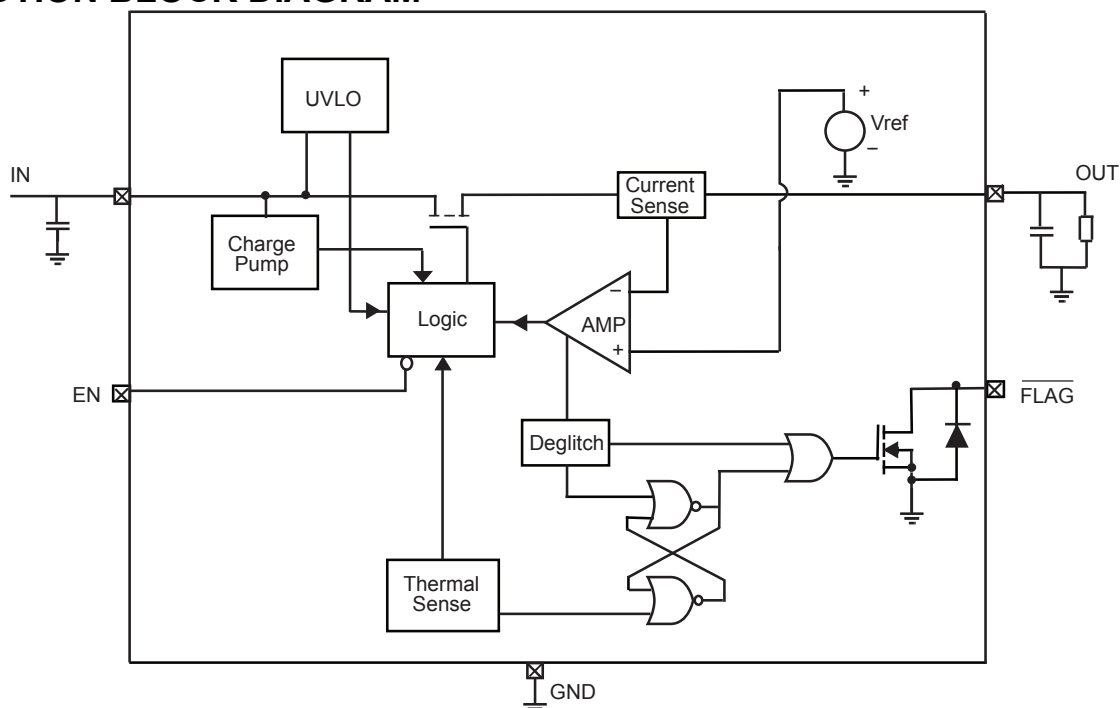 UVLO
+
Vref
−
IN
OUT
Current
Sense
Charge
Pump
−
Logic
AMP
+
EN
FLAG
Deglitch
Thermal
Sense
GND